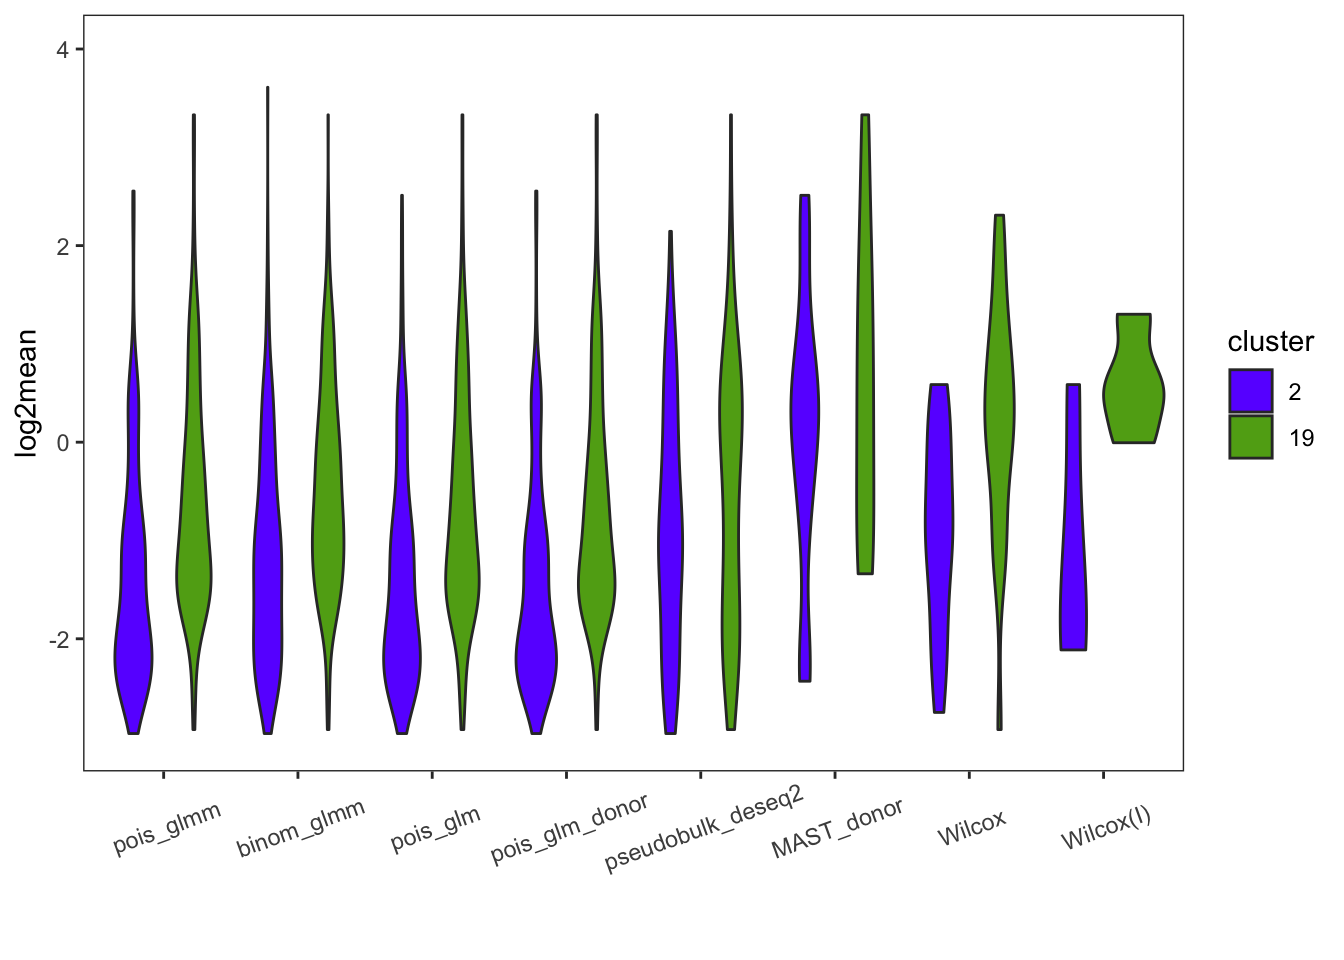 log2mean
4
2
0
-2
pois_glmm
binom_glmm
pois_glm
pois_glm_donor
pseudobulk_deseq2
MAST_donor
Wilcox
Wilcox(l)
cluster
2
19